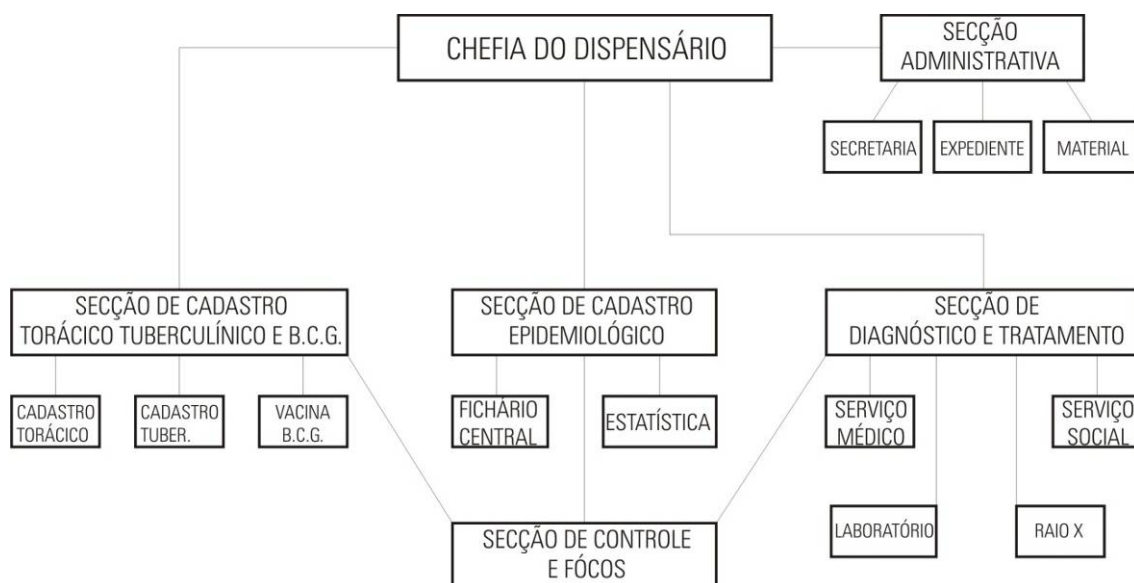 CHEFIA DO DISPENSÁRIO
SECÇÃO
ADMINISTRATIVA
SECRETARIA
EXPEDIENTE
MATERIAL
SECÇÃO DE CADASTRO
TORÁCICO TUBERCULÍNICO E B.C.G.
SECÇÃO DE CADASTRO
EPIDEMIOLÓGICO
SECÇÃO DE
DIAGNÓSTICO E TRATAMENTO
CADASTRO
TORÁCICO
CADASTRO
TUBER.
VACINA
B.C.G.
FICHÁRIO
CENTRAL
ESTATÍSTICA
SERVIÇO
MÉDICO
SERVIÇO
SOCIAL
LABORATÓRIO
RAIO X
SECÇÃO DE CONTROLE
E FÓCOS